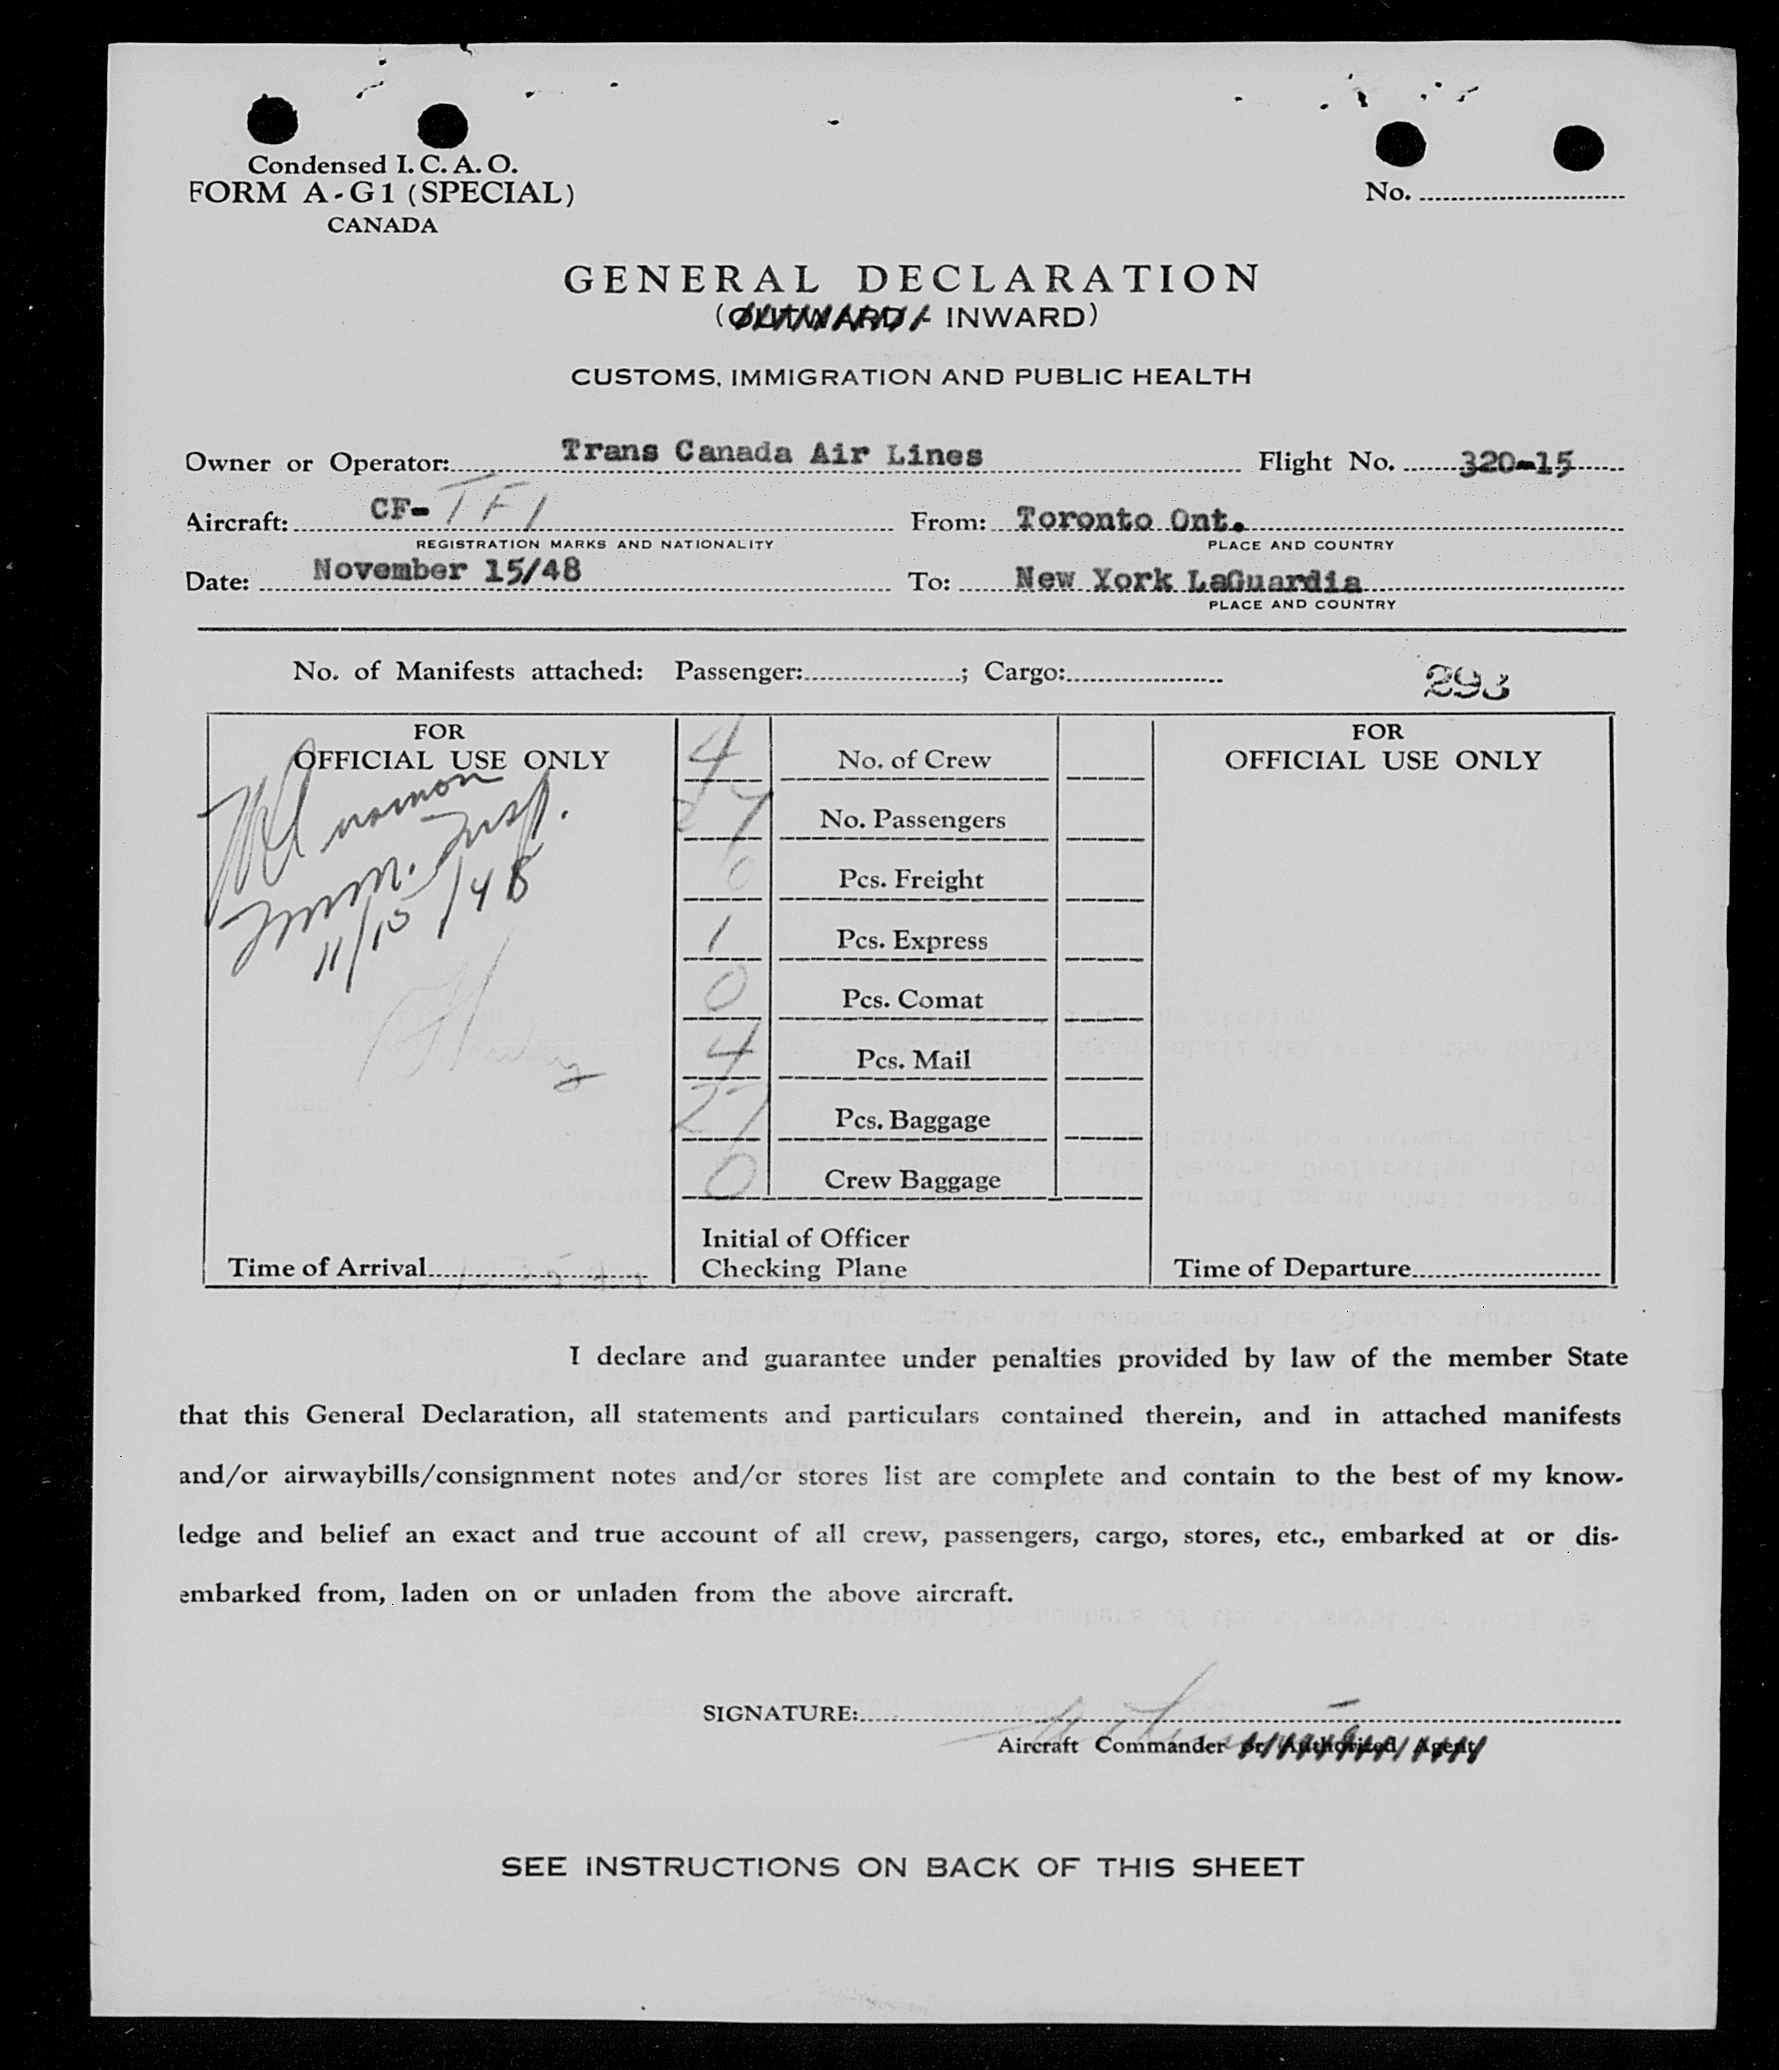 Condensed I. C. A. O.
FORM A-G1 (SPECIAL)
CANADA
No.
GENERAL DECLARATION
(OUTWARD - INWARD)
CUSTOMS, IMMIGRATION AND PUBLIC HEALTH
Owner or Operator: Trans Canada Air Lines Flight No. 320-15
Aircraft: CF-TFI From: Toronto Ont.
REGISTRATION MARKS AND NATIONALITY PLACE AND COUNTRY
Date: November 15/48 To: New York LaGuardia
PLACE AND COUNTRY
No. of Manifests attached: Passenger: ; Cargo:
293
FOR
OFFICIAL USE ONLY
Imm. Insp.
11/15/48
Time of Arrival
4 No. of Crew
27 No. Passengers
0 Pcs. Freight
1 Pcs. Express
0 Pcs. Comat
4 Pcs. Mail
27 Pcs. Baggage
0 Crew Baggage
Initial of Officer
Checking Plane
FOR
OFFICIAL USE ONLY
Time of Departure
I declare and guarantee under penalties provided by law of the member State
that this General Declaration, all statements and particulars contained therein, and in attached manifests
and/or airwaybills/consignment notes and/or stores list are complete and contain to the best of my know-
ledge and belief an exact and true account of all crew, passengers, cargo, stores, etc., embarked at or dis-
embarked from, laden on or unladen from the above aircraft.
SIGNATURE:
Aircraft Commander or Authorized Agent
SEE INSTRUCTIONS ON BACK OF THIS SHEET